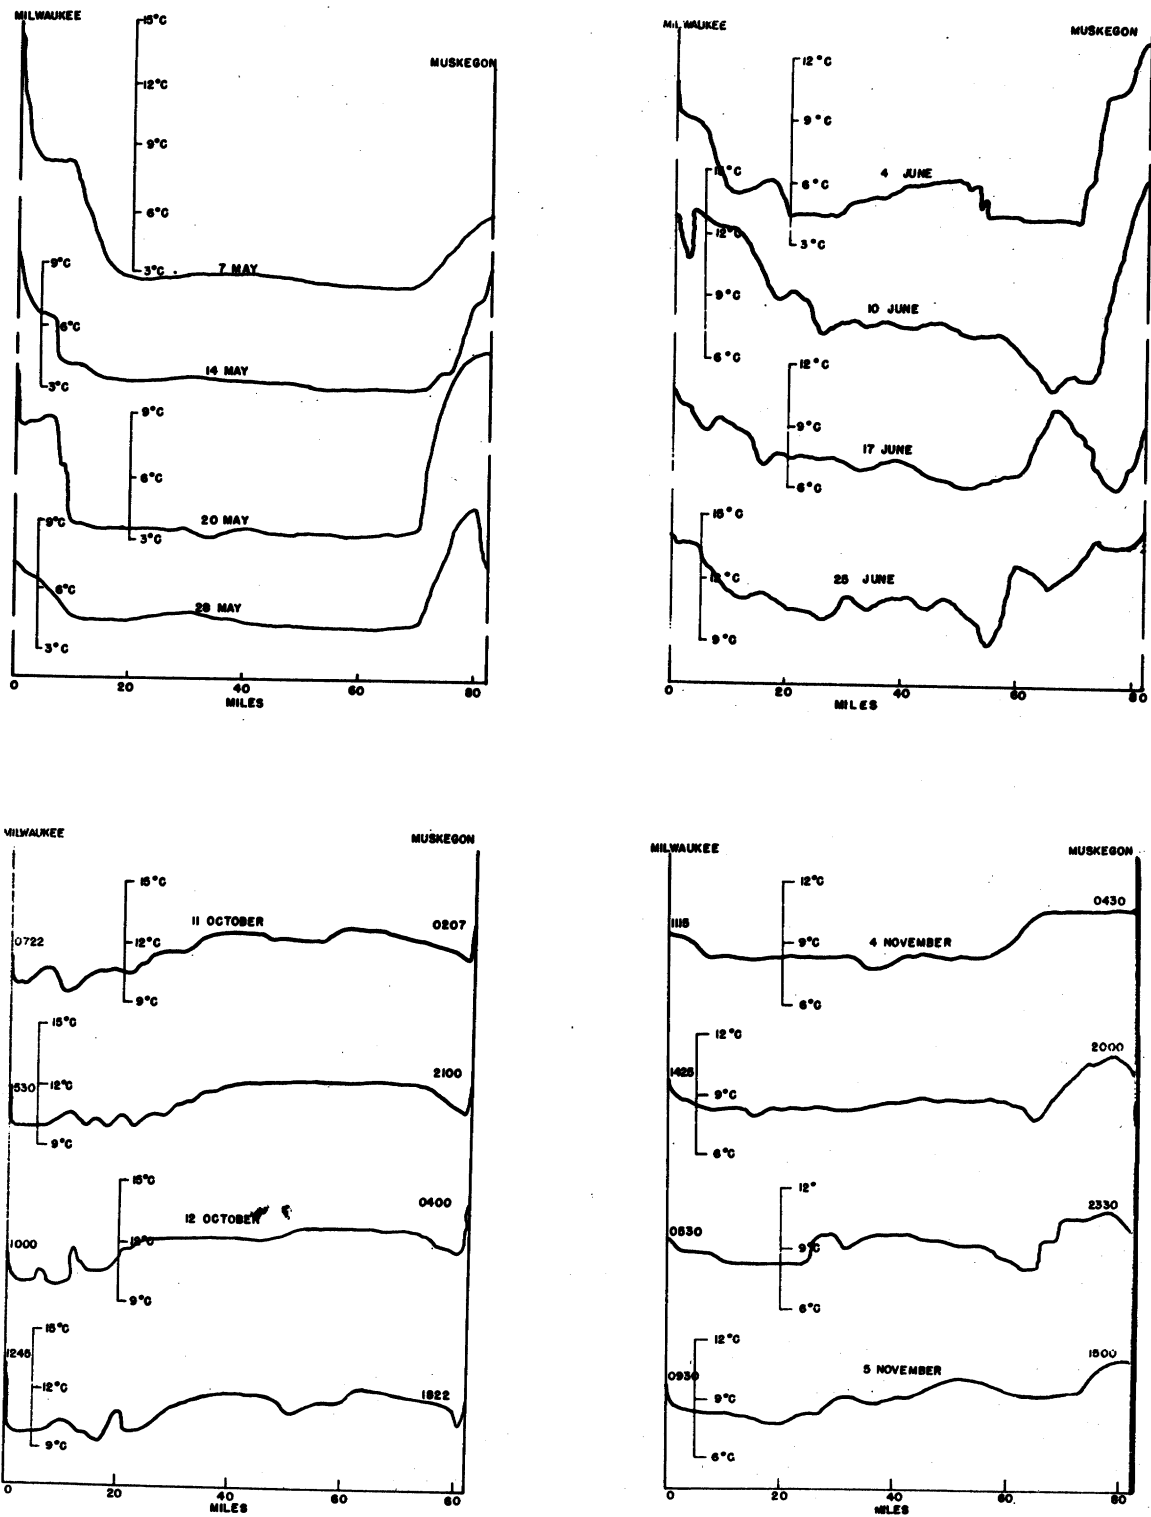 MILWAUKEE
15°C
12°C
9°C
6°C
3°C
MUSKEGON
7 MAY
9°C
6°C
3°C
14 MAY
9°C
6°C
3°C
20 MAY
9°C
6°C
3°C
28 MAY
0 20 40 60 80
MILES
MILWAUKEE
12°C
9°C
6°C
3°C
MUSKEGON
4 JUNE
15°C
12°C
9°C
6°C
10 JUNE
12°C
9°C
6°C
17 JUNE
15°C
12°C
9°C
25 JUNE
0 20 40 60 80
MILES
MILWAUKEE
15°C
12°C
9°C
MUSKEGON
0722
11 OCTOBER
0207
15°C
12°C
9°C
1530
2100
15°C
12°C
9°C
1000
12 OCTOBER
0400
15°C
12°C
9°C
1245
1822
0 20 40 60 80
MILES
MILWAUKEE
12°C
9°C
6°C
MUSKEGON
1115
4 NOVEMBER
0430
12°C
9°C
6°C
1425
2000
12°
9°C
6°C
0530
2330
12°C
9°C
6°C
0930
5 NOVEMBER
1500
0 20 40 60 80
MILES